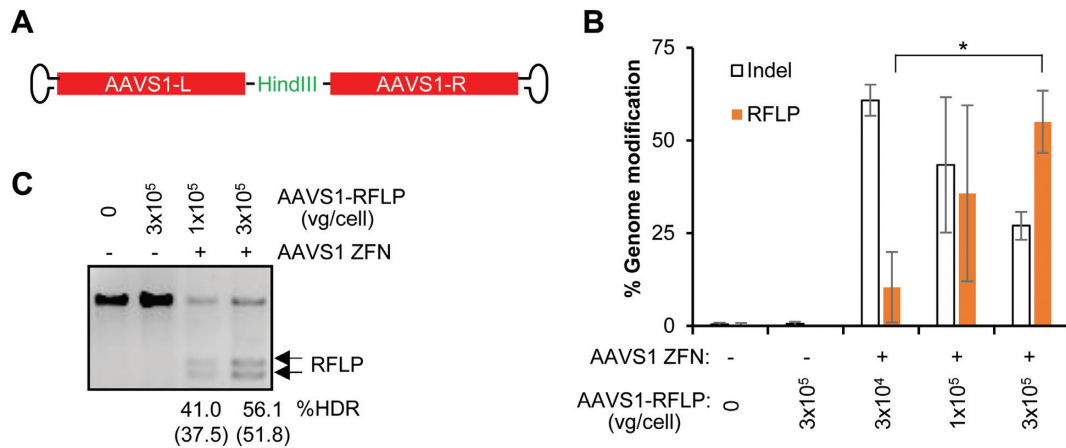 A
AAVS1-L
HindIII
AAVS1-R
B
% Genome modification
75
50
25
0
Indel
RFLP
*
AAVS1 ZFN: - - + + +
AAVS1-RFLP: (vg/cell)
0 3x10⁵ 3x10⁴ 1x10⁵ 3x10⁵
C
0 3x10⁵ 1x10⁵ 3x10⁵
AAVS1-RFLP
(vg/cell)
- - + + AAVS1 ZFN
RFLP
41.0 56.1 %HDR
(37.5) (51.8)